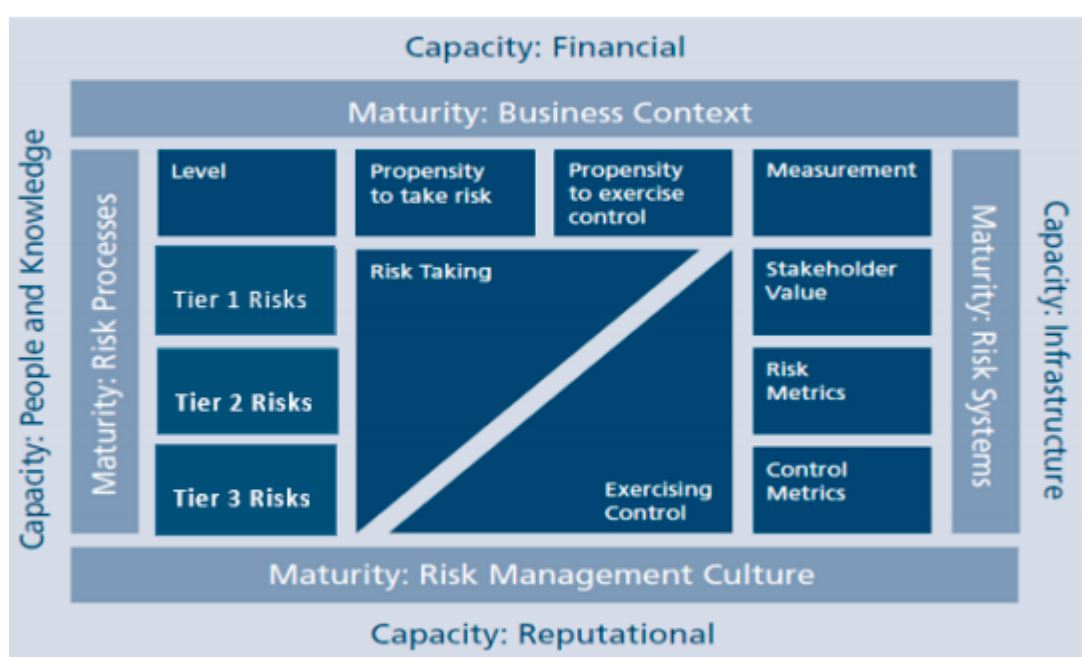 Capacity: Financial
Maturity: Business Context
Capacity: People and Knowledge
Maturity: Risk Processes
Level
Propensity
to take risk
Propensity
to exercise
control
Measurement
Tier 1 Risks
Tier 2 Risks
Tier 3 Risks
Risk Taking
Exercising
Control
Stakeholder
Value
Risk
Metrics
Control
Metrics
Maturity: Risk Systems
Capacity: Infrastructure
Maturity: Risk Management Culture
Capacity: Reputational